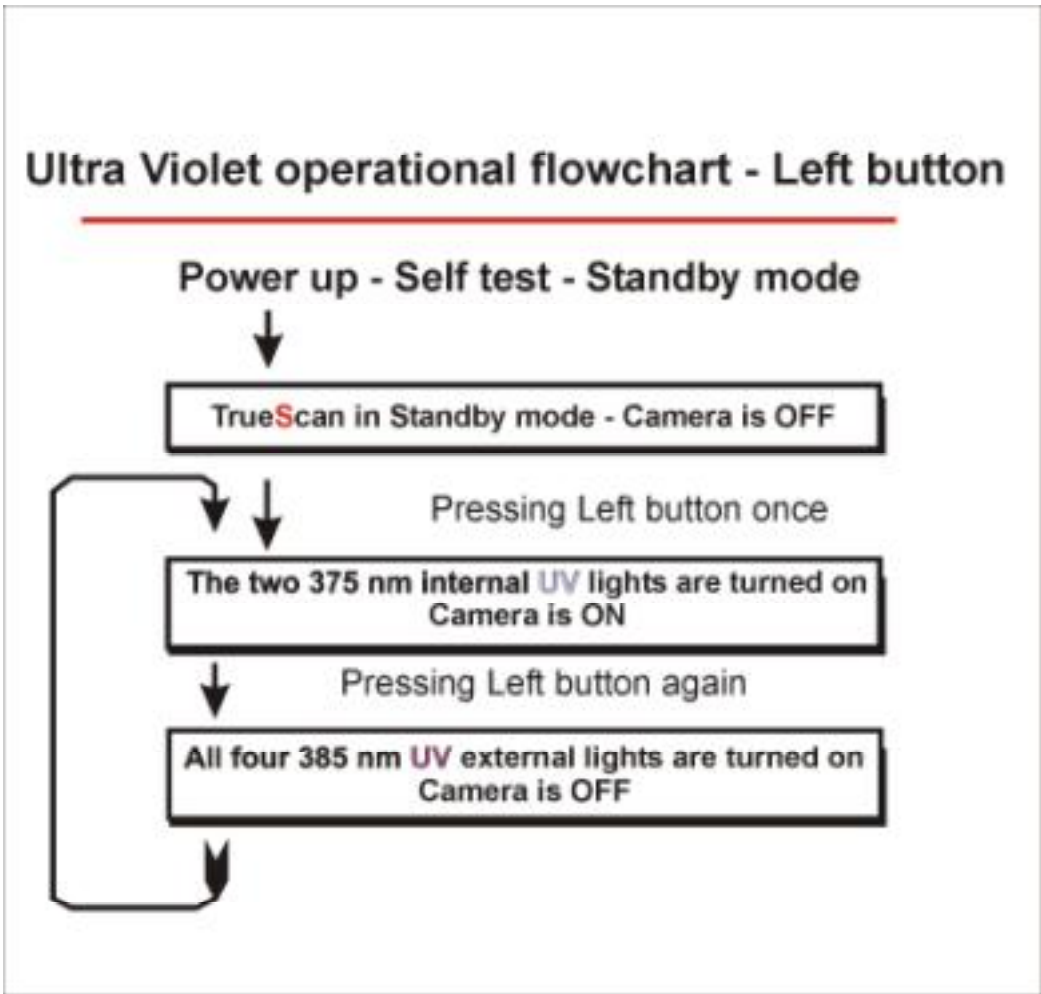 Ultra Violet operational flowchart - Left button
Power up - Self test - Standby mode
TrueScan in Standby mode - Camera is OFF
Pressing Left button once
The two 375 nm internal UV lights are turned on
Camera is ON
Pressing Left button again
All four 385 nm UV external lights are turned on
Camera is OFF